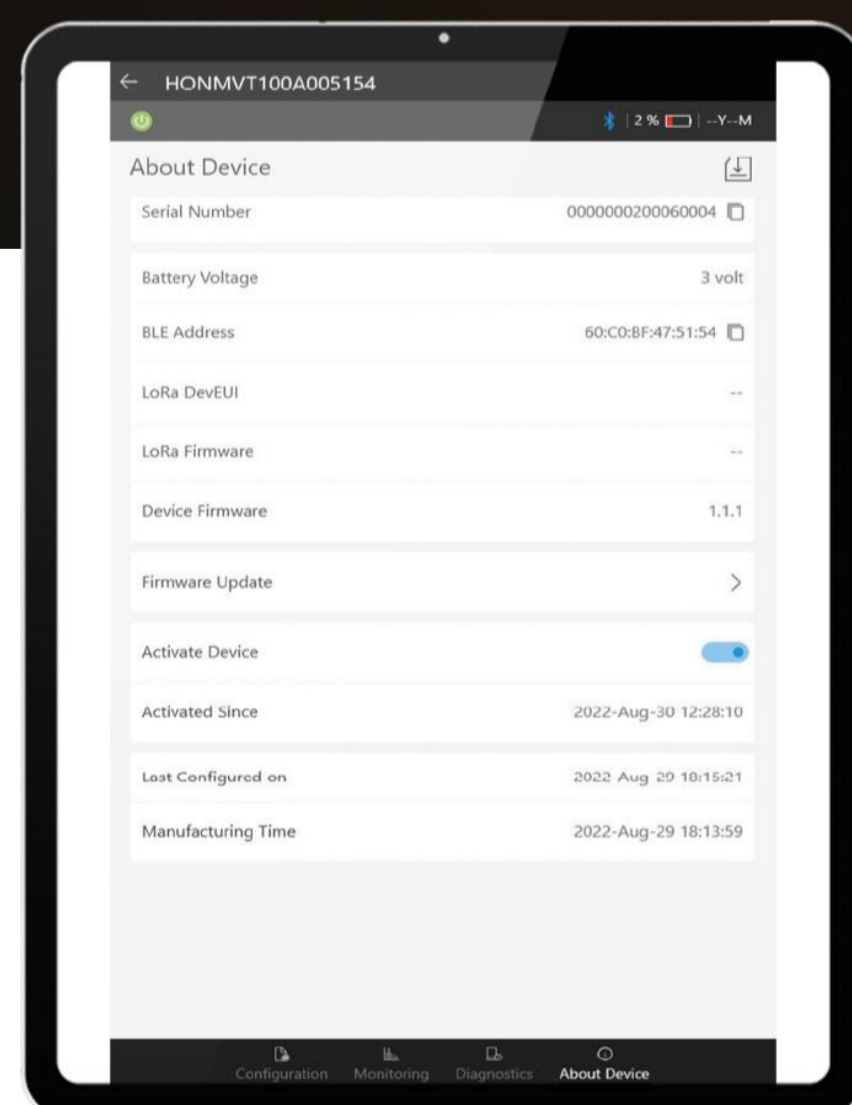 ← HONMVT100A005154
2 % | --Y--M
About Device
Serial Number 0000000200060004
Battery Voltage 3 volt
BLE Address 60:C0:BF:47:51:54
LoRa DevEUI --
LoRa Firmware --
Device Firmware 1.1.1
Firmware Update >
Activate Device
Activated Since 2022-Aug-30 12:28:10
Last Configured on 2022 Aug 29
Manufacturing Time 2022-Aug-29 18:13:59
Configuration Monitoring Diagnostics About Device